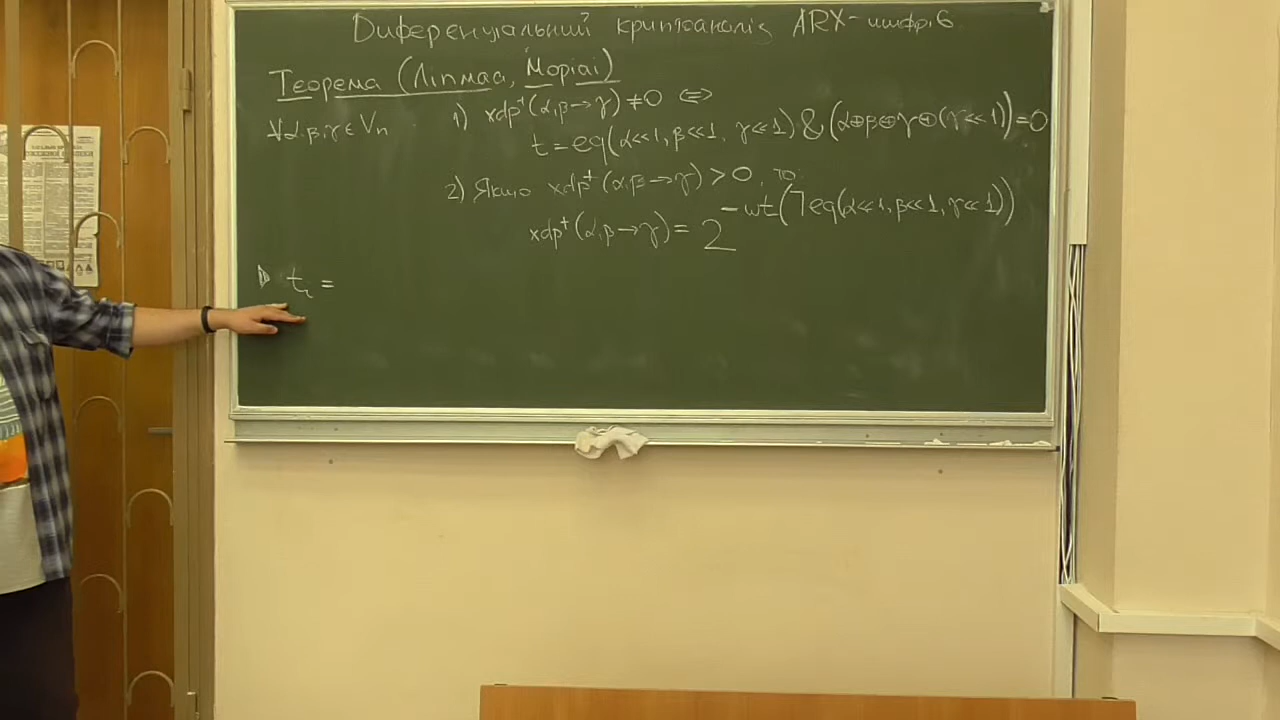 Диференціальний криптоаналіз ARX-шифрів
Теорема (Ліпмаа, Моріаі)
∀α,β,γ∈Vn 1) xdp⁺(α,β→γ)≠0 ⇔
t=eq(α≪1, β≪1, γ≪1)&(α⊕β⊕γ⊕(γ≪1))=0
2) Якщо xdp⁺(α,β→γ)>0, то:
xdp⁺(α,β→γ)=2^{-wt(¬eq(α≪1, β≪1, γ≪1))}
▷ tᵢ =